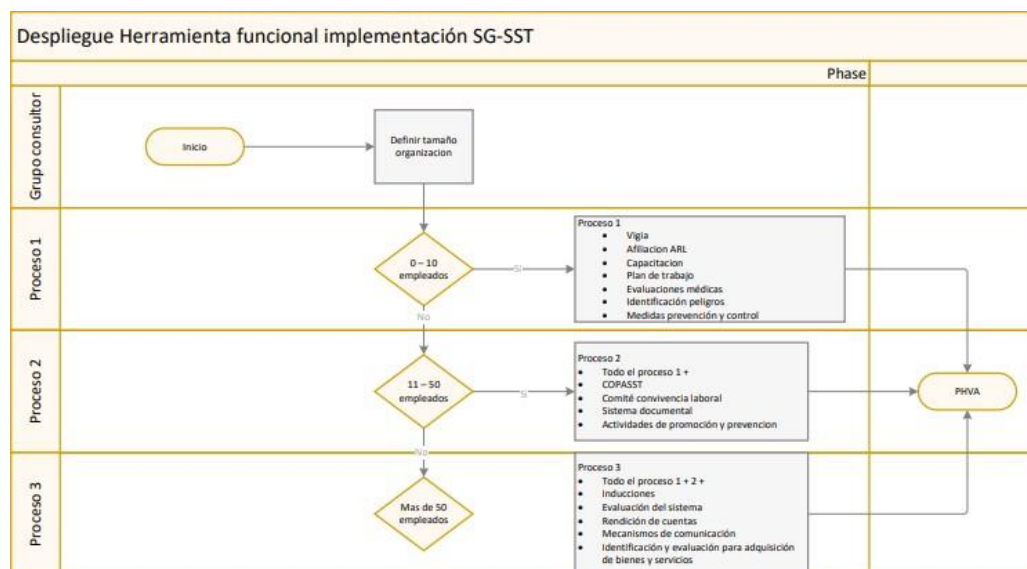 Despliegue Herramienta funcional implementación SG-SST
Phase
Grupo consultor
Inicio
Definir tamaño
organizacion
Proceso 1
0 – 10
empleados
Si
No
Proceso 1
• Vigia
• Afiliacion ARL
• Capacitacion
• Plan de trabajo
• Evaluaciones médicas
• Identificación peligros
• Medidas prevención y control
Proceso 2
11 – 50
empleados
Si
No
Proceso 2
• Todo el proceso 1 +
• COPASST
• Comité convivencia laboral
• Sistema documental
• Actividades de promoción y prevencion
PHVA
Proceso 3
Mas de 50
empleados
Proceso 3
• Todo el proceso 1 + 2 +
• Inducciones
• Evaluación del sistema
• Rendición de cuentas
• Mecanismos de comunicación
• Identificación y evaluación para adquisición
de bienes y servicios